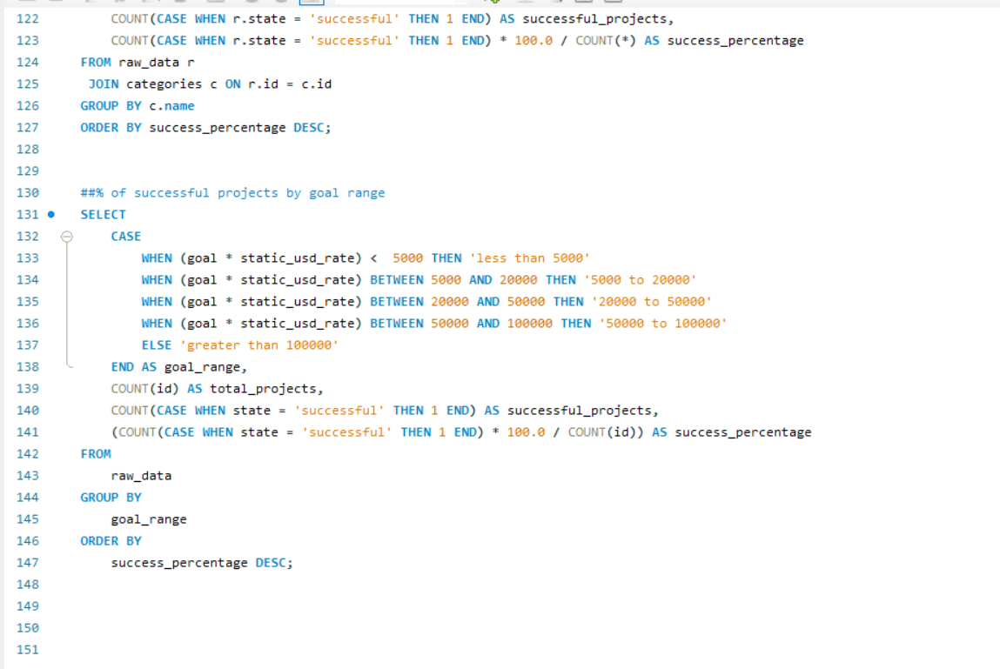 122 COUNT(CASE WHEN r.state = 'successful' THEN 1 END) AS successful_projects,
123 COUNT(CASE WHEN r.state = 'successful' THEN 1 END) * 100.0 / COUNT(*) AS success_percentage
124 FROM raw_data r
125 JOIN categories c ON r.id = c.id
126 GROUP BY c.name
127 ORDER BY success_percentage DESC;
128
129
130 ##% of successful projects by goal range
131 SELECT
132 CASE
133 WHEN (goal * static_usd_rate) < 5000 THEN 'less than 5000'
134 WHEN (goal * static_usd_rate) BETWEEN 5000 AND 20000 THEN '5000 to 20000'
135 WHEN (goal * static_usd_rate) BETWEEN 20000 AND 50000 THEN '20000 to 50000'
136 WHEN (goal * static_usd_rate) BETWEEN 50000 AND 100000 THEN '50000 to 100000'
137 ELSE 'greater than 100000'
138 END AS goal_range,
139 COUNT(id) AS total_projects,
140 COUNT(CASE WHEN state = 'successful' THEN 1 END) AS successful_projects,
141 (COUNT(CASE WHEN state = 'successful' THEN 1 END) * 100.0 / COUNT(id)) AS success_percentage
142 FROM
143 raw_data
144 GROUP BY
145 goal_range
146 ORDER BY
147 success_percentage DESC;
148
149
150
151